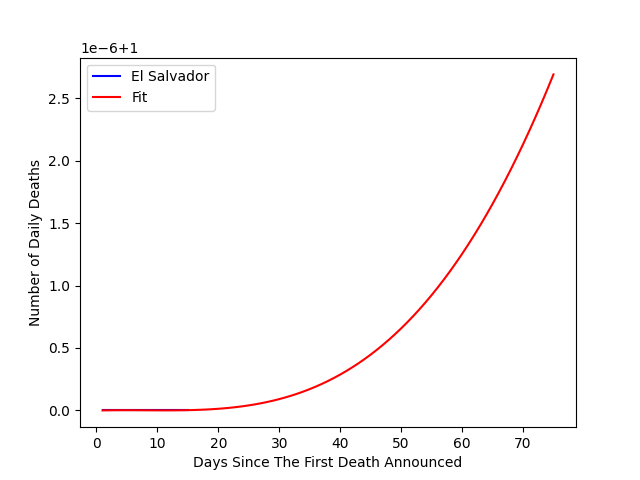 1e−6+1
El Salvador
Fit
2.5
2.0
1.5
1.0
0.5
0.0
Number of Daily Deaths
0 10 20 30 40 50 60 70
Days Since The First Death Announced